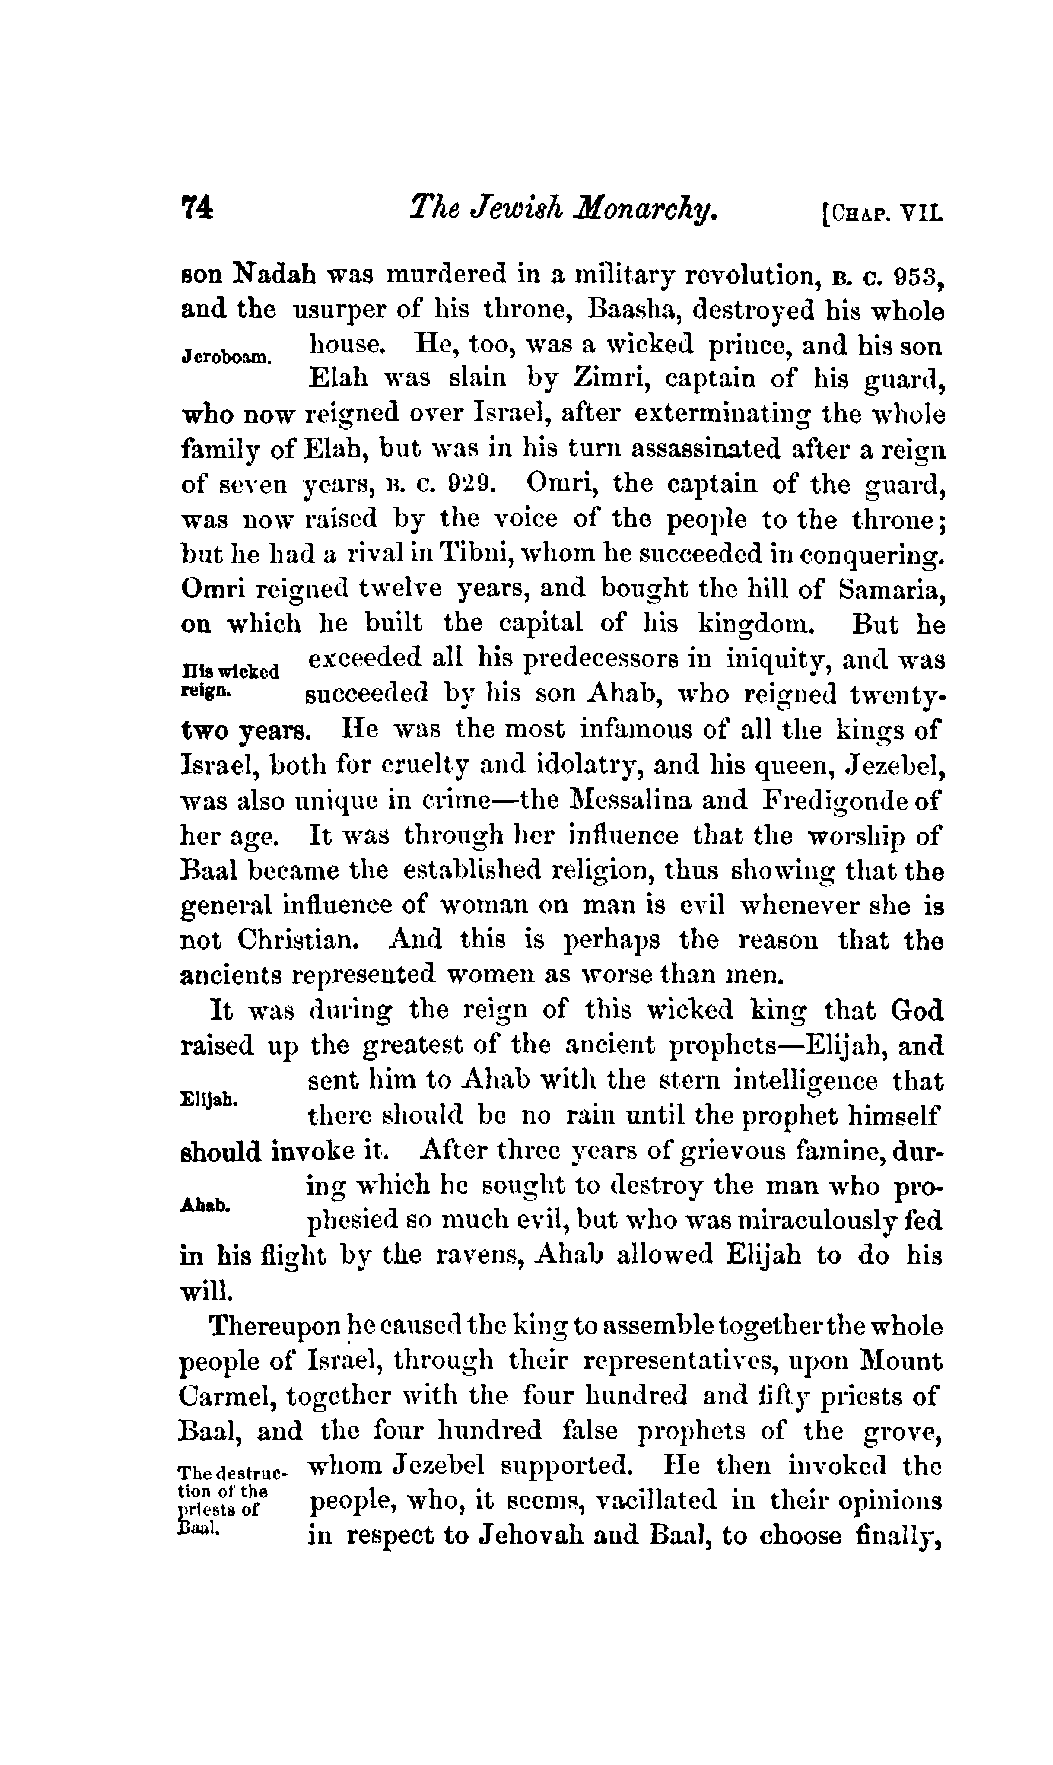 74 The Jewish Monarchy. [CHAP. VII.
son Nadab was murdered in a military revolution, B. C. 953,
and the usurper of his throne, Baasha, destroyed his whole
Jeroboam. house. He, too, was a wicked prince, and his son
Elah was slain by Zimri, captain of his guard,
who now reigned over Israel, after exterminating the whole
family of Elah, but was in his turn assassinated after a reign
of seven years, B. C. 929. Omri, the captain of the guard,
was now raised by the voice of the people to the throne;
but he had a rival in Tibni, whom he succeeded in conquering.
Omri reigned twelve years, and bought the hill of Samaria,
on which he built the capital of his kingdom. But he
His wicked exceeded all his predecessors in iniquity, and was
reign. succeeded by his son Ahab, who reigned twenty-
two years. He was the most infamous of all the kings of
Israel, both for cruelty and idolatry, and his queen, Jezebel,
was also unique in crime—the Messalina and Fredigonde of
her age. It was through her influence that the worship of
Baal became the established religion, thus showing that the
general influence of woman on man is evil whenever she is
not Christian. And this is perhaps the reason that the
ancients represented women as worse than men.
It was during the reign of this wicked king that God
raised up the greatest of the ancient prophets—Elijah, and
sent him to Ahab with the stern intelligence that
Elijah.
there should be no rain until the prophet himself
should invoke it. After three years of grievous famine, dur-
ing which he sought to destroy the man who pro-
Ahab.
phesied so much evil, but who was miraculously fed
in his flight by the ravens, Ahab allowed Elijah to do his
will.
Thereupon he caused the king to assemble together the whole
people of Israel, through their representatives, upon Mount
Carmel, together with the four hundred and fifty priests of
Baal, and the four hundred false prophets of the grove,
The destruc- whom Jezebel supported. He then invoked the
tion of the
priests of people, who, it seems, vacillated in their opinions
Baal. in respect to Jehovah and Baal, to choose finally,